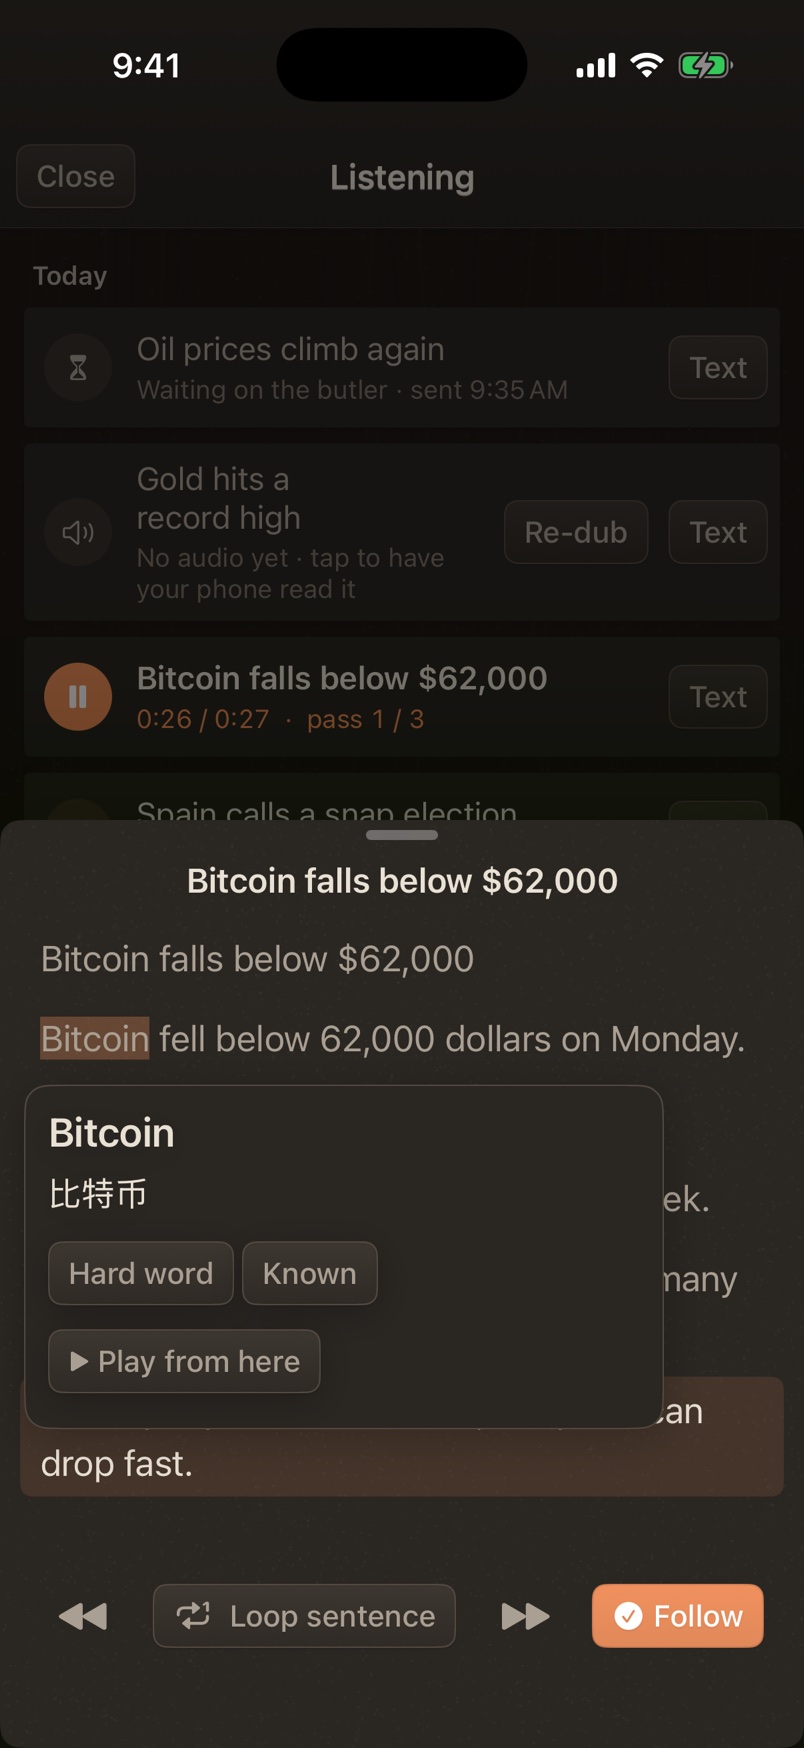 9:41
Close
Listening
Today
Oil prices climb again
Waiting on the butler · sent 9:35 AM
Text
Gold hits a
record high
No audio yet · tap to have
your phone read it
Re-dub
Text
Bitcoin falls below $62,000
0:26 / 0:27 · pass 1 / 3
Text
Spain calls a snap election
Bitcoin falls below $62,000
Bitcoin falls below $62,000
Bitcoin fell below 62,000 dollars on Monday.
Bitcoin
比特币
Hard word
Known
Play from here
drop fast.
Loop sentence
Follow